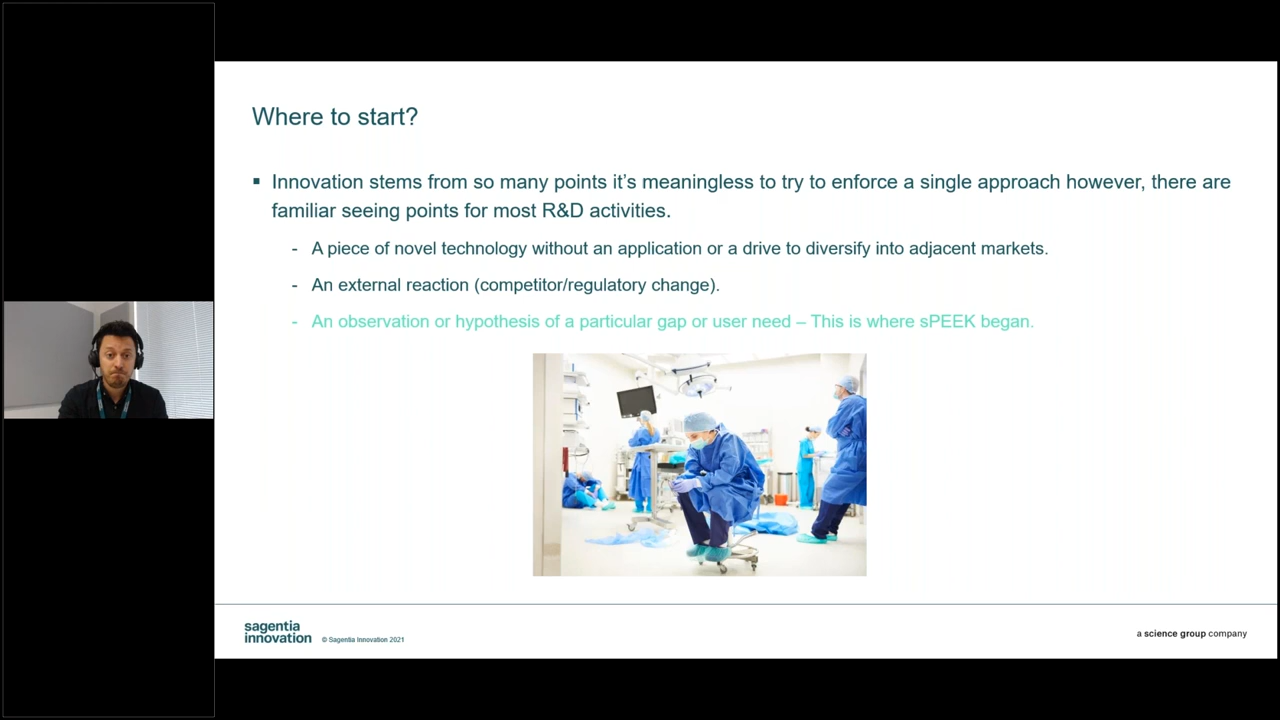 Where to start?
▪ Innovation stems from so many points it's meaningless to try to enforce a single approach however, there are
familiar seeing points for most R&D activities.
- A piece of novel technology without an application or a drive to diversify into adjacent markets.
- An external reaction (competitor/regulatory change).
- An observation or hypothesis of a particular gap or user need – This is where sPEEK began.
sagentia
innovation
© Sagentia Innovation 2021
a science group company